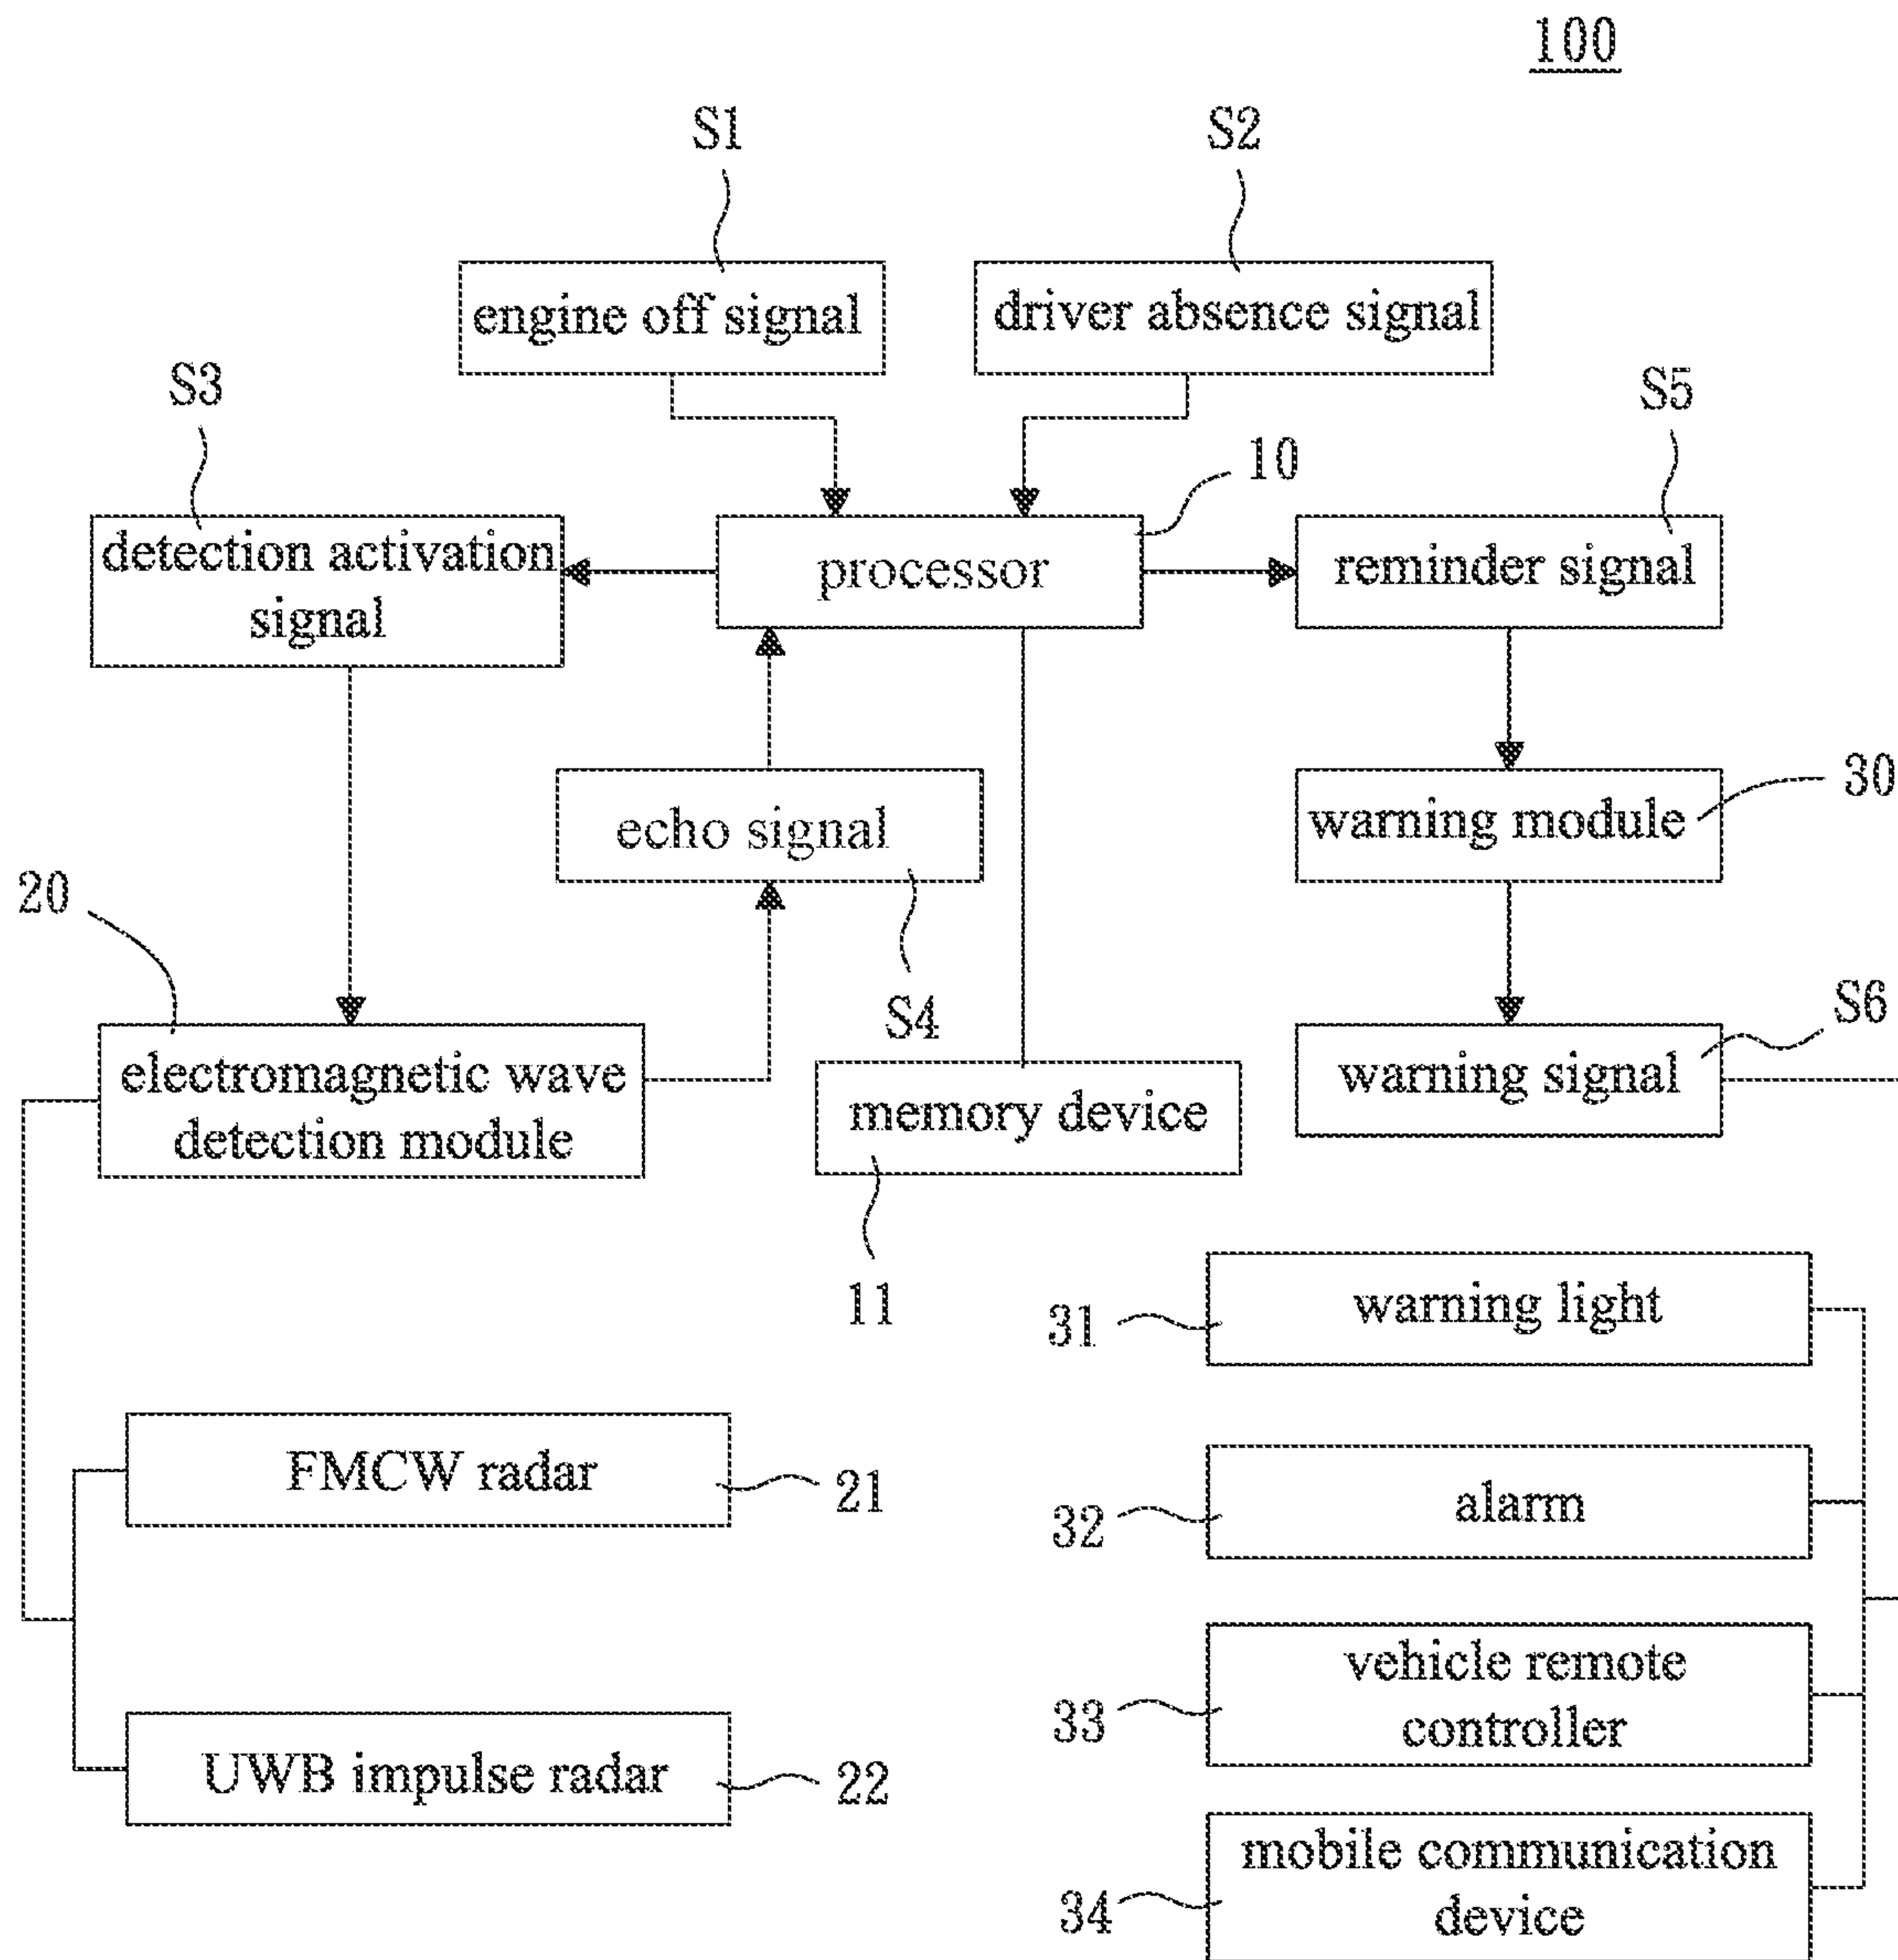 100
S1
S2
engine off signal
driver absence signal
S3
S5
10
detection activation
signal
processor
reminder signal
30
echo signal
warning module
20
S4
S6
electromagnetic wave
detection module
memory device
warning signal
11
31
warning light
FMCW radar
21
32
alarm
33
vehicle remote
controller
UWB impulse radar
22
34
mobile communication
device